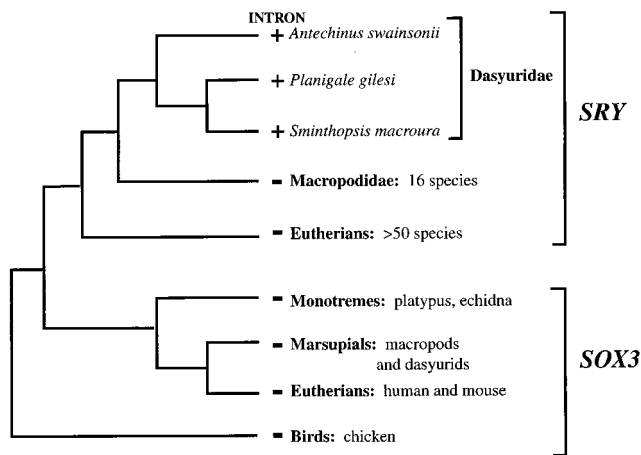 INTRON
+ Antechinus swainsonii
+ Planigale gilesi
+ Sminthopsis macroura
Dasyuridae
- Macropodidae: 16 species
- Eutherians: >50 species
SRY
- Monotremes: platypus, echidna
- Marsupials: macropods
and dasyurids
- Eutherians: human and mouse
- Birds: chicken
SOX3